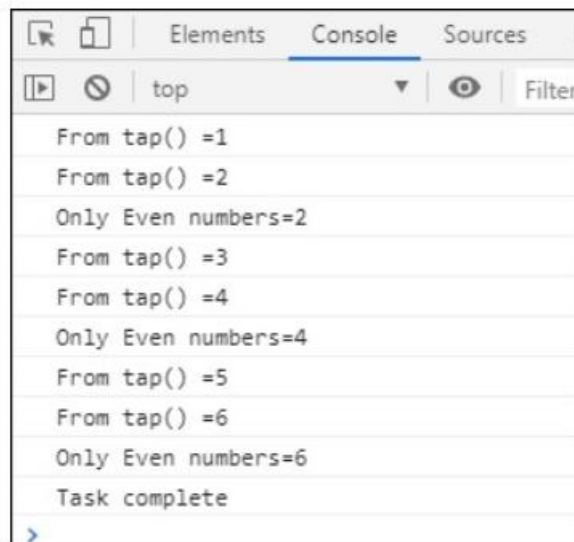 Elements Console Sources
top Filter
From tap() =1
From tap() =2
Only Even numbers=2
From tap() =3
From tap() =4
Only Even numbers=4
From tap() =5
From tap() =6
Only Even numbers=6
Task complete
>